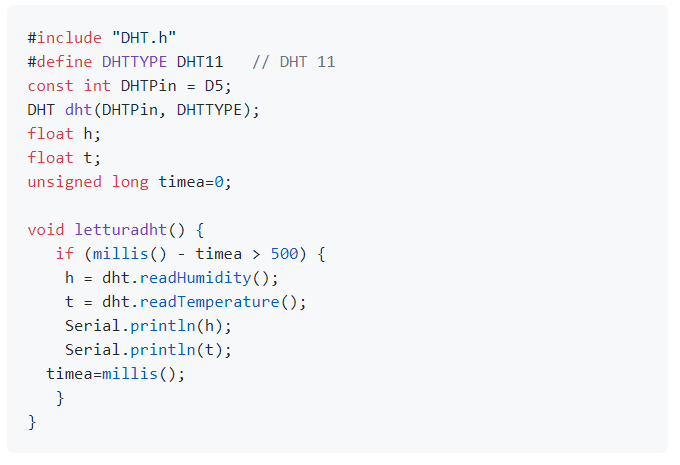 #include "DHT.h"
#define DHTTYPE DHT11   // DHT 11
const int DHTPin = D5;
DHT dht(DHTPin, DHTTYPE);
float h;
float t;
unsigned long timea=0;

void letturadht() {
   if (millis() - timea > 500) {
    h = dht.readHumidity();
    t = dht.readTemperature();
    Serial.println(h);
    Serial.println(t);
  timea=millis();
   }
}